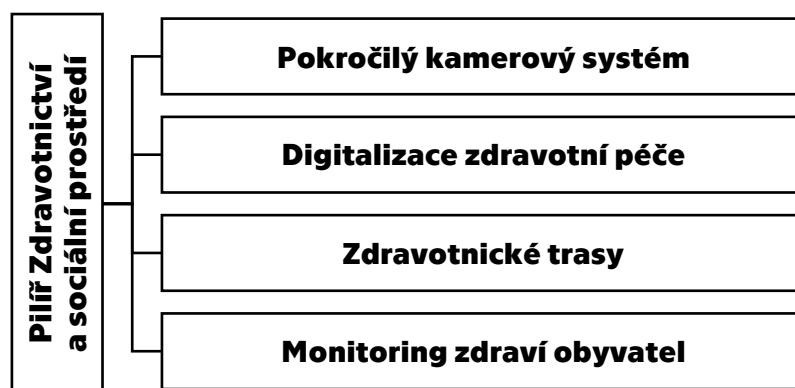 Pilíř Zdravotnictví
a sociální prostředí
Pokročilý kamerový systém
Digitalizace zdravotní péče
Zdravotnické trasy
Monitoring zdraví obyvatel